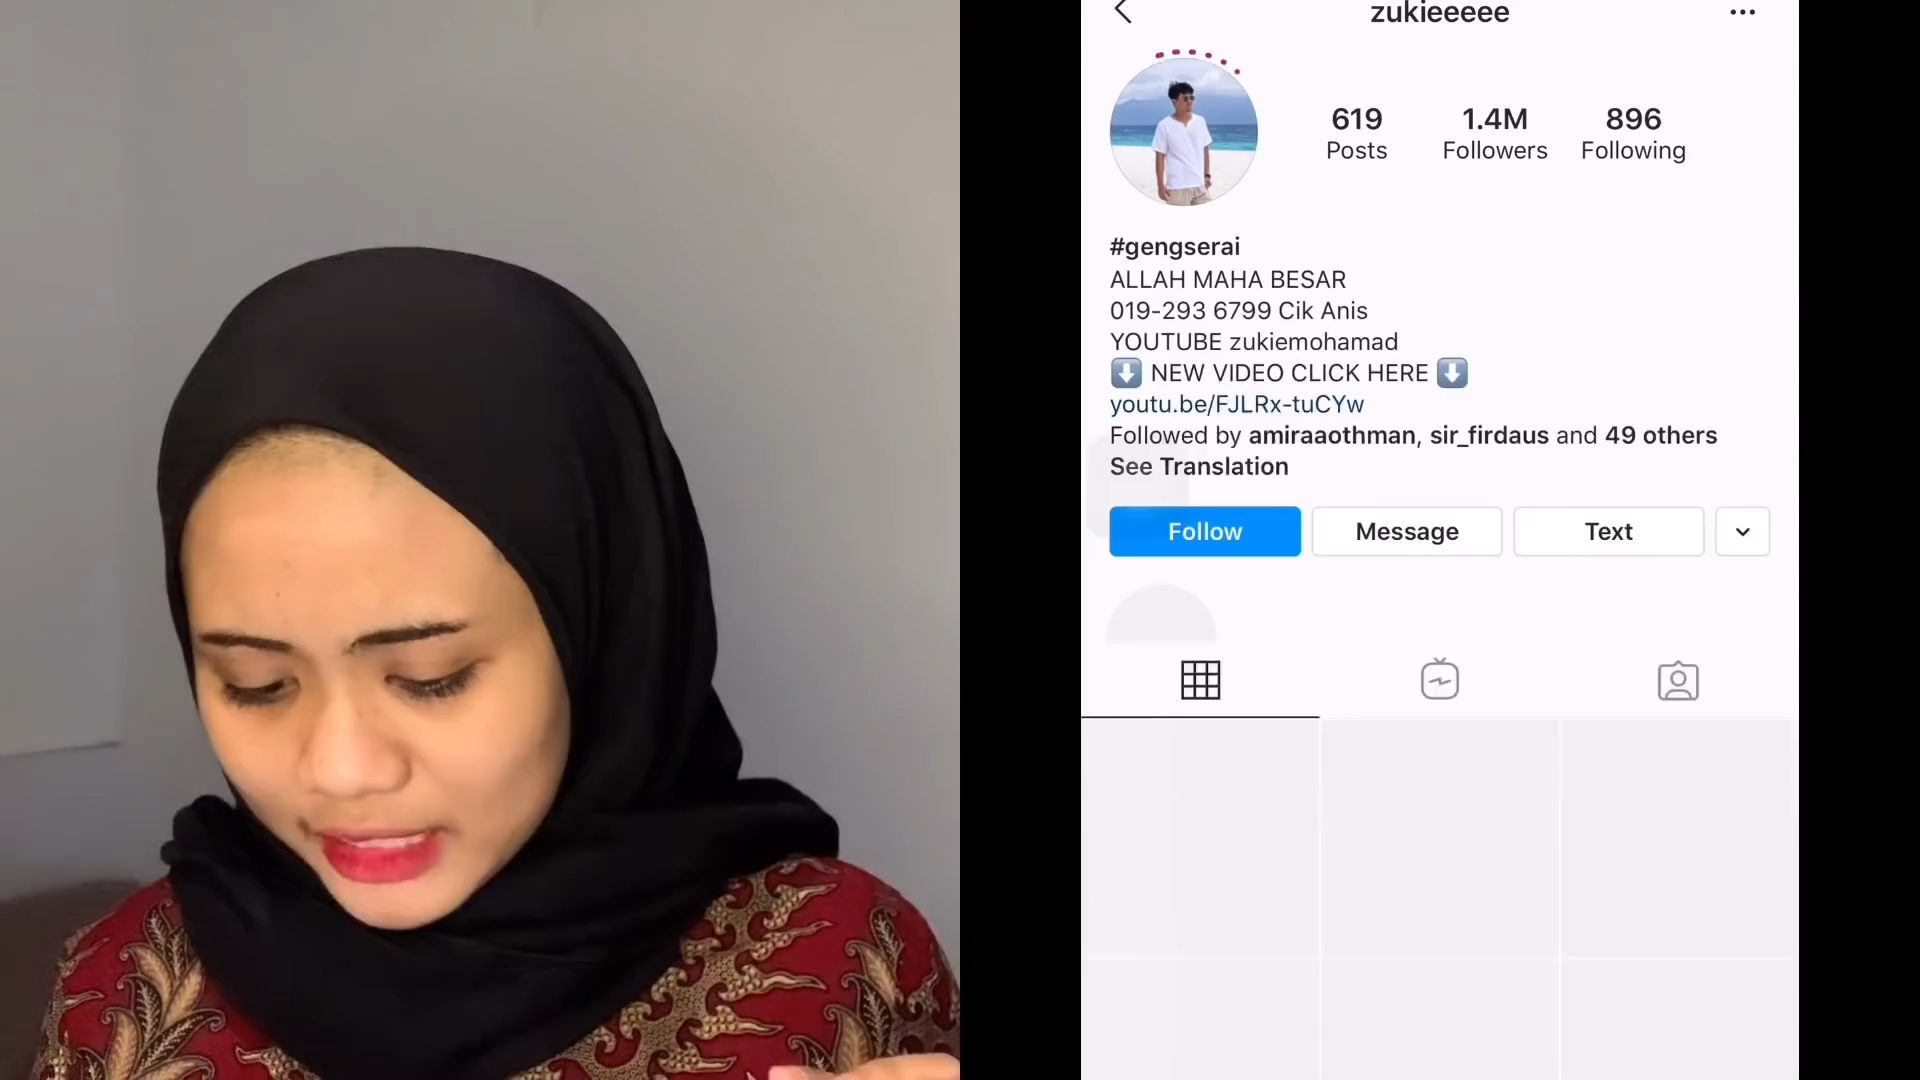 zukieeeee
619
Posts
1.4M
Followers
896
Following
#gengserai
ALLAH MAHA BESAR
019-293 6799 Cik Anis
YOUTUBE zukiemohamad
⬇️ NEW VIDEO CLICK HERE ⬇️
youtu.be/FJLRx-tuCYw
Followed by amiraaothman, sir_firdaus and 49 others
See Translation
Follow
Message
Text